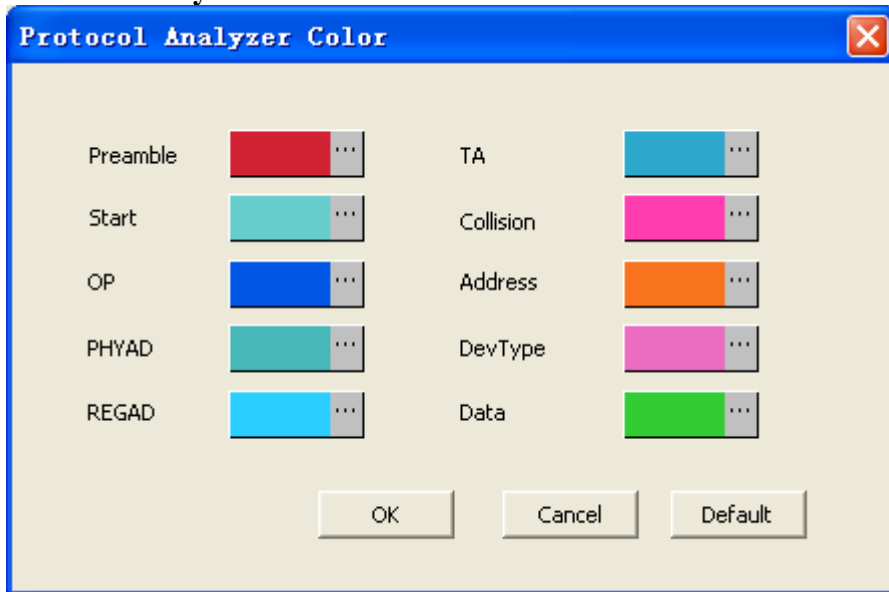 Protocol Analyzer Color
Preamble ... TA ...
Start ... Collision ...
OP ... Address ...
PHYAD ... DevType ...
REGAD ... Data ...
OK Cancel Default